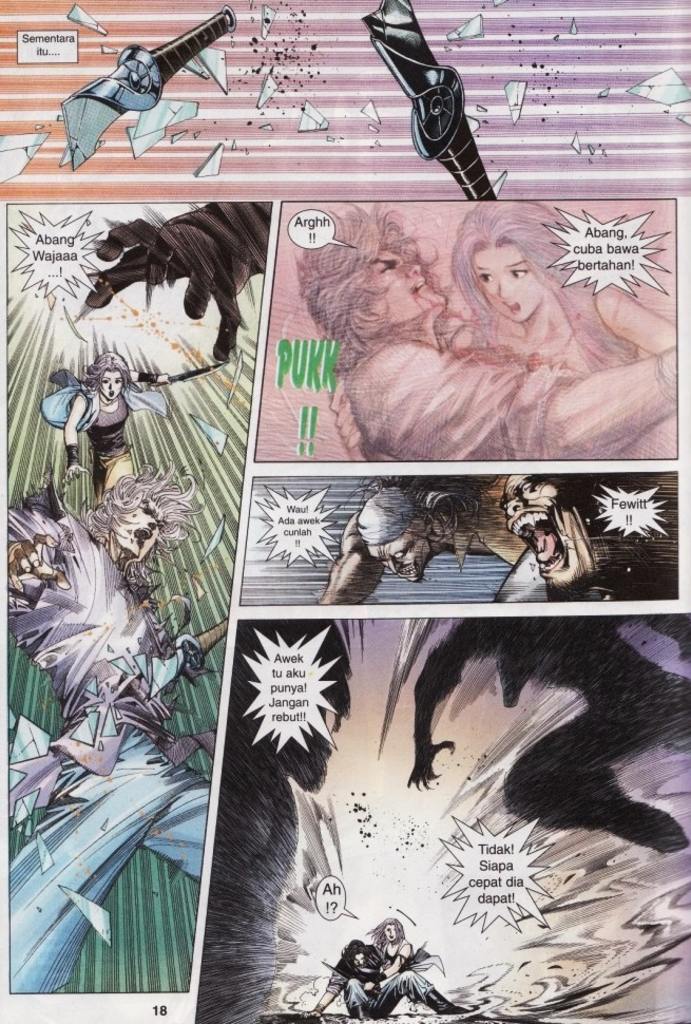 Sementara
itu....
Abang
Wajaaa
...!
Arghh
!!
Abang,
cuba bawa
bertahan!
PUKK
!!
Wau!
Ada awek
cunlah
!!
Fewitt
!!
Awek
tu aku
punya!
Jangan
rebut!!
Tidak!
Siapa
cepat dia
dapat!
Ah
!?
18